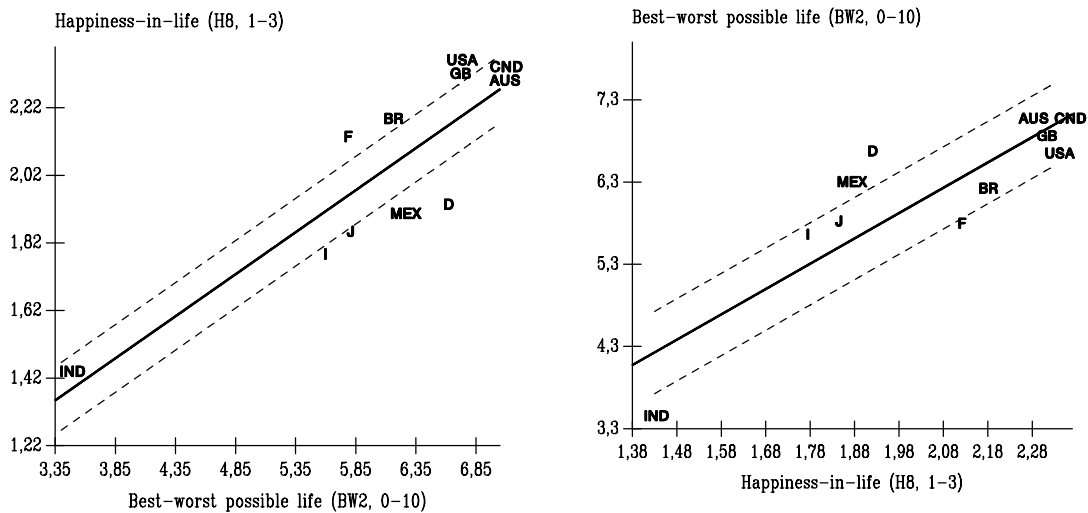 Happiness-in-life (H8, 1-3)
USA
CND
GB
AUS
2,22
BR
F
2,02
D
MEX
1,82
J
I
1,62
IND
1,42
1,22
3,35 3,85 4,35 4,85 5,35 5,85 6,35 6,85
Best-worst possible life (BW2, 0-10)
Best-worst possible life (BW2, 0-10)
7,3
AUS CND
GB
D
USA
6,3
MEX
BR
J
F
I
5,3
4,3
IND
3,3
1,38 1,48 1,58 1,68 1,78 1,88 1,98 2,08 2,18 2,28
Happiness-in-life (H8, 1-3)